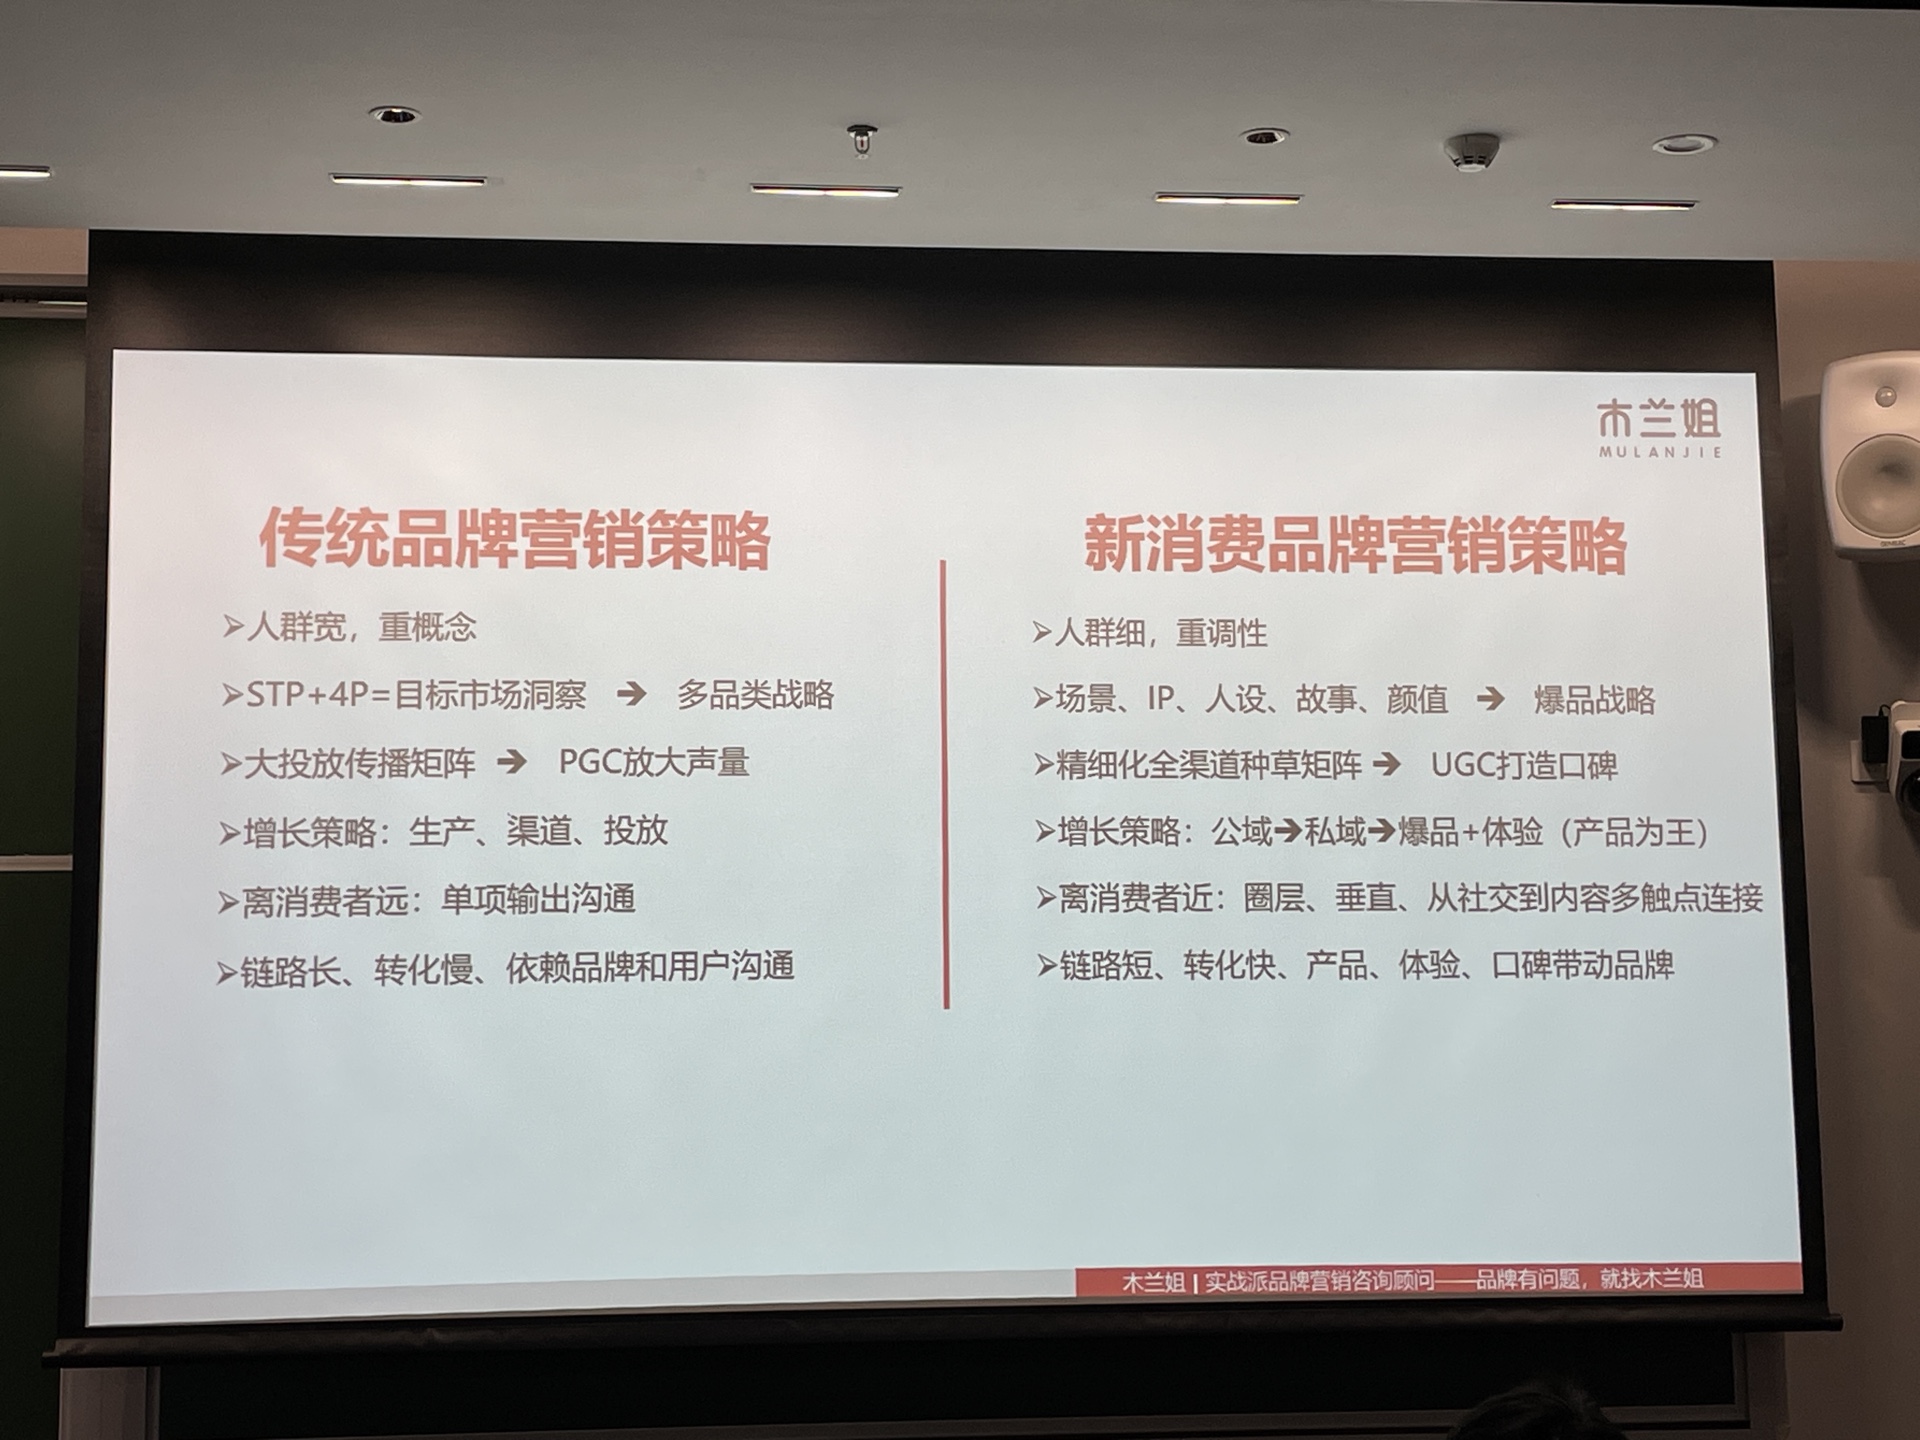 木兰姐
MULANJIE
传统品牌营销策略
➢人群宽，重概念
➢STP+4P=目标市场洞察 → 多品类战略
➢大投放传播矩阵 → PGC放大声量
➢增长策略：生产、渠道、投放
➢离消费者远：单项输出沟通
➢链路长、转化慢、依赖品牌和用户沟通
新消费品牌营销策略
➢人群细，重调性
➢场景、IP、人设、故事、颜值 → 爆品战略
➢精细化全渠道种草矩阵 → UGC打造口碑
➢增长策略：公域→私域→爆品+体验（产品为王）
➢离消费者近：圈层、垂直、从社交到内容多触点连接
➢链路短、转化快、产品、体验、口碑带动品牌
木兰姐 | 实战派品牌营销咨询顾问——品牌有问题，就找木兰姐